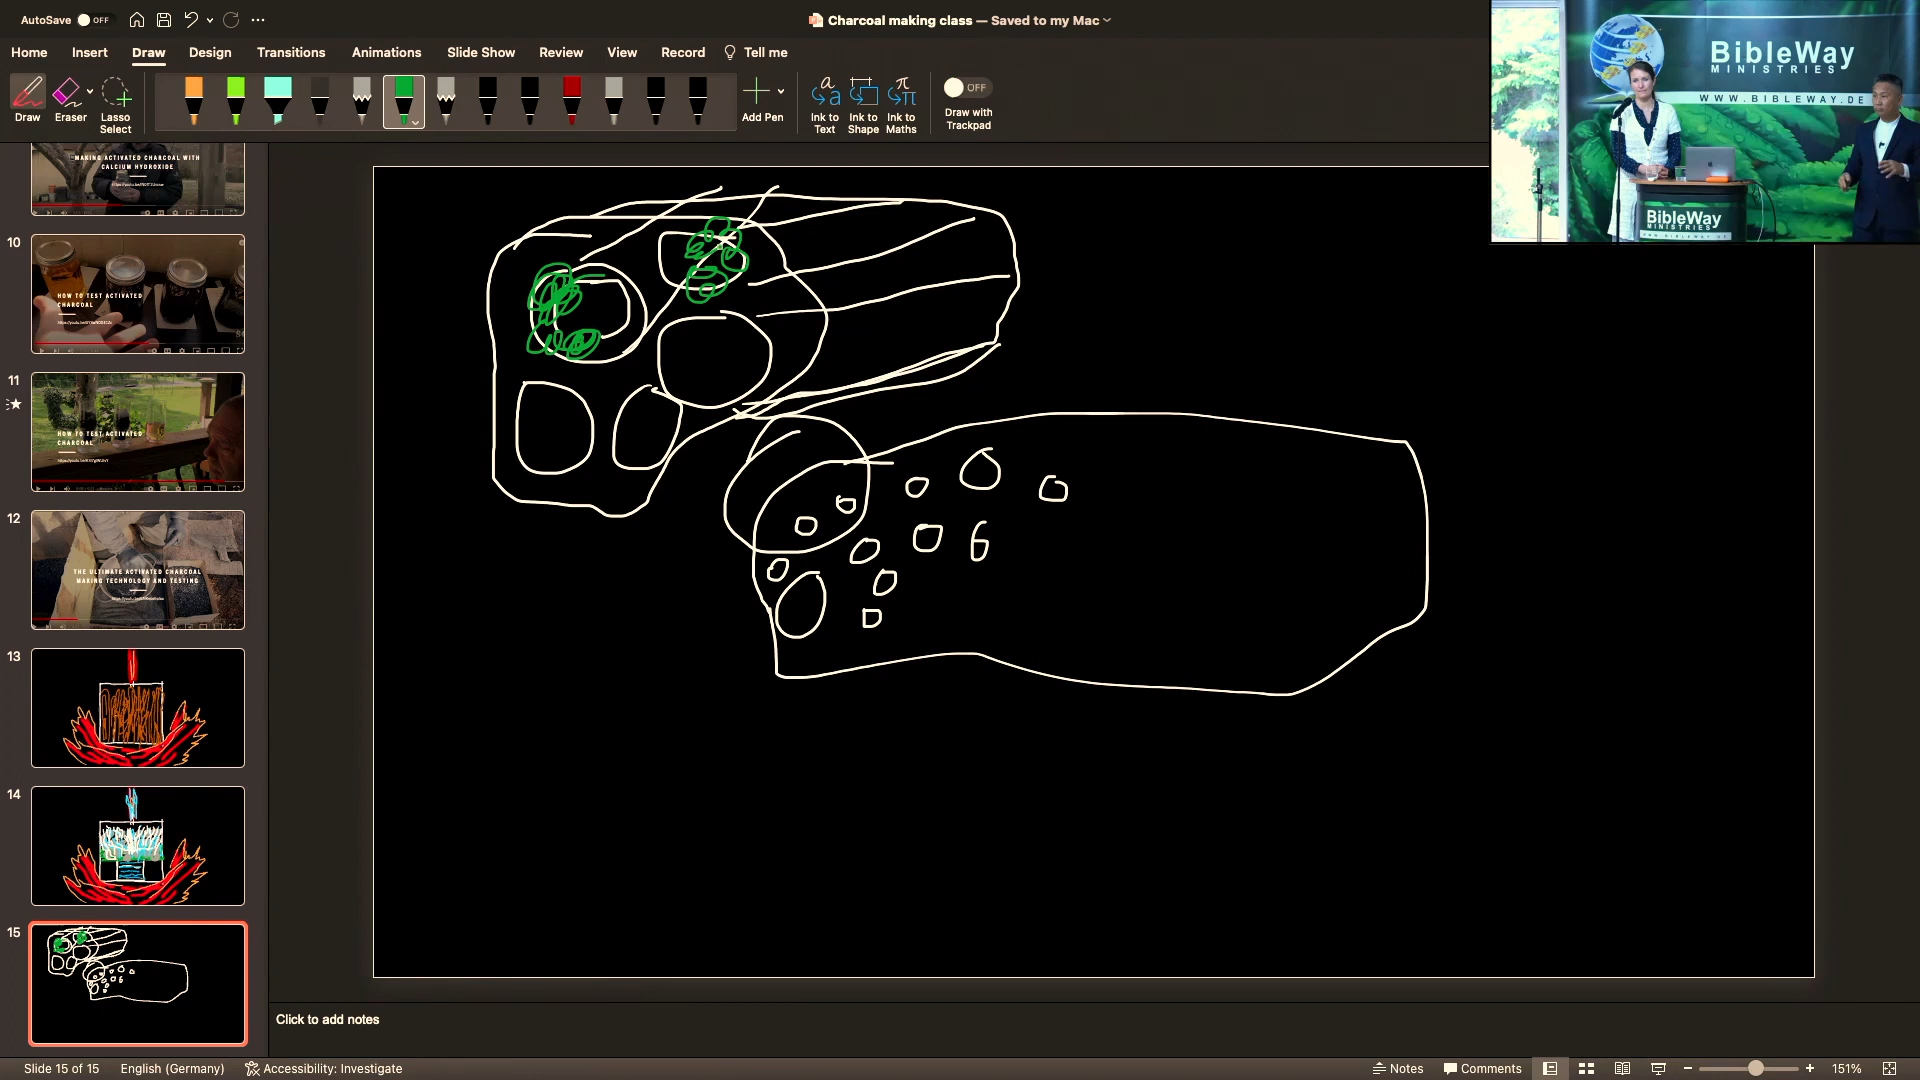 AutoSave OFF
Charcoal making class — Saved to my Mac
Home Insert Draw Design Transitions Animations Slide Show Review View Record Tell me
Draw
Eraser
Lasso
Select
Add Pen
Ink to
Text
Ink to
Shape
Ink to
Maths
OFF
Draw with
Trackpad
BibleWay
MINISTRIES
WWW.BIBLEWAY.DE
BibleWay
MINISTRIES
MAKING ACTIVATED CHARCOAL WITH
CALCIUM HYDROXIDE
10
HOW TO TEST ACTIVATED
CHARCOAL
11
HOW TO TEST ACTIVATED
CHARCOAL
12
THE ULTIMATE ACTIVATED CHARCOAL
MAKING TECHNOLOGY AND TESTING
13
14
15
Click to add notes
Slide 15 of 15 English (Germany) Accessibility: Investigate
Notes Comments 151%